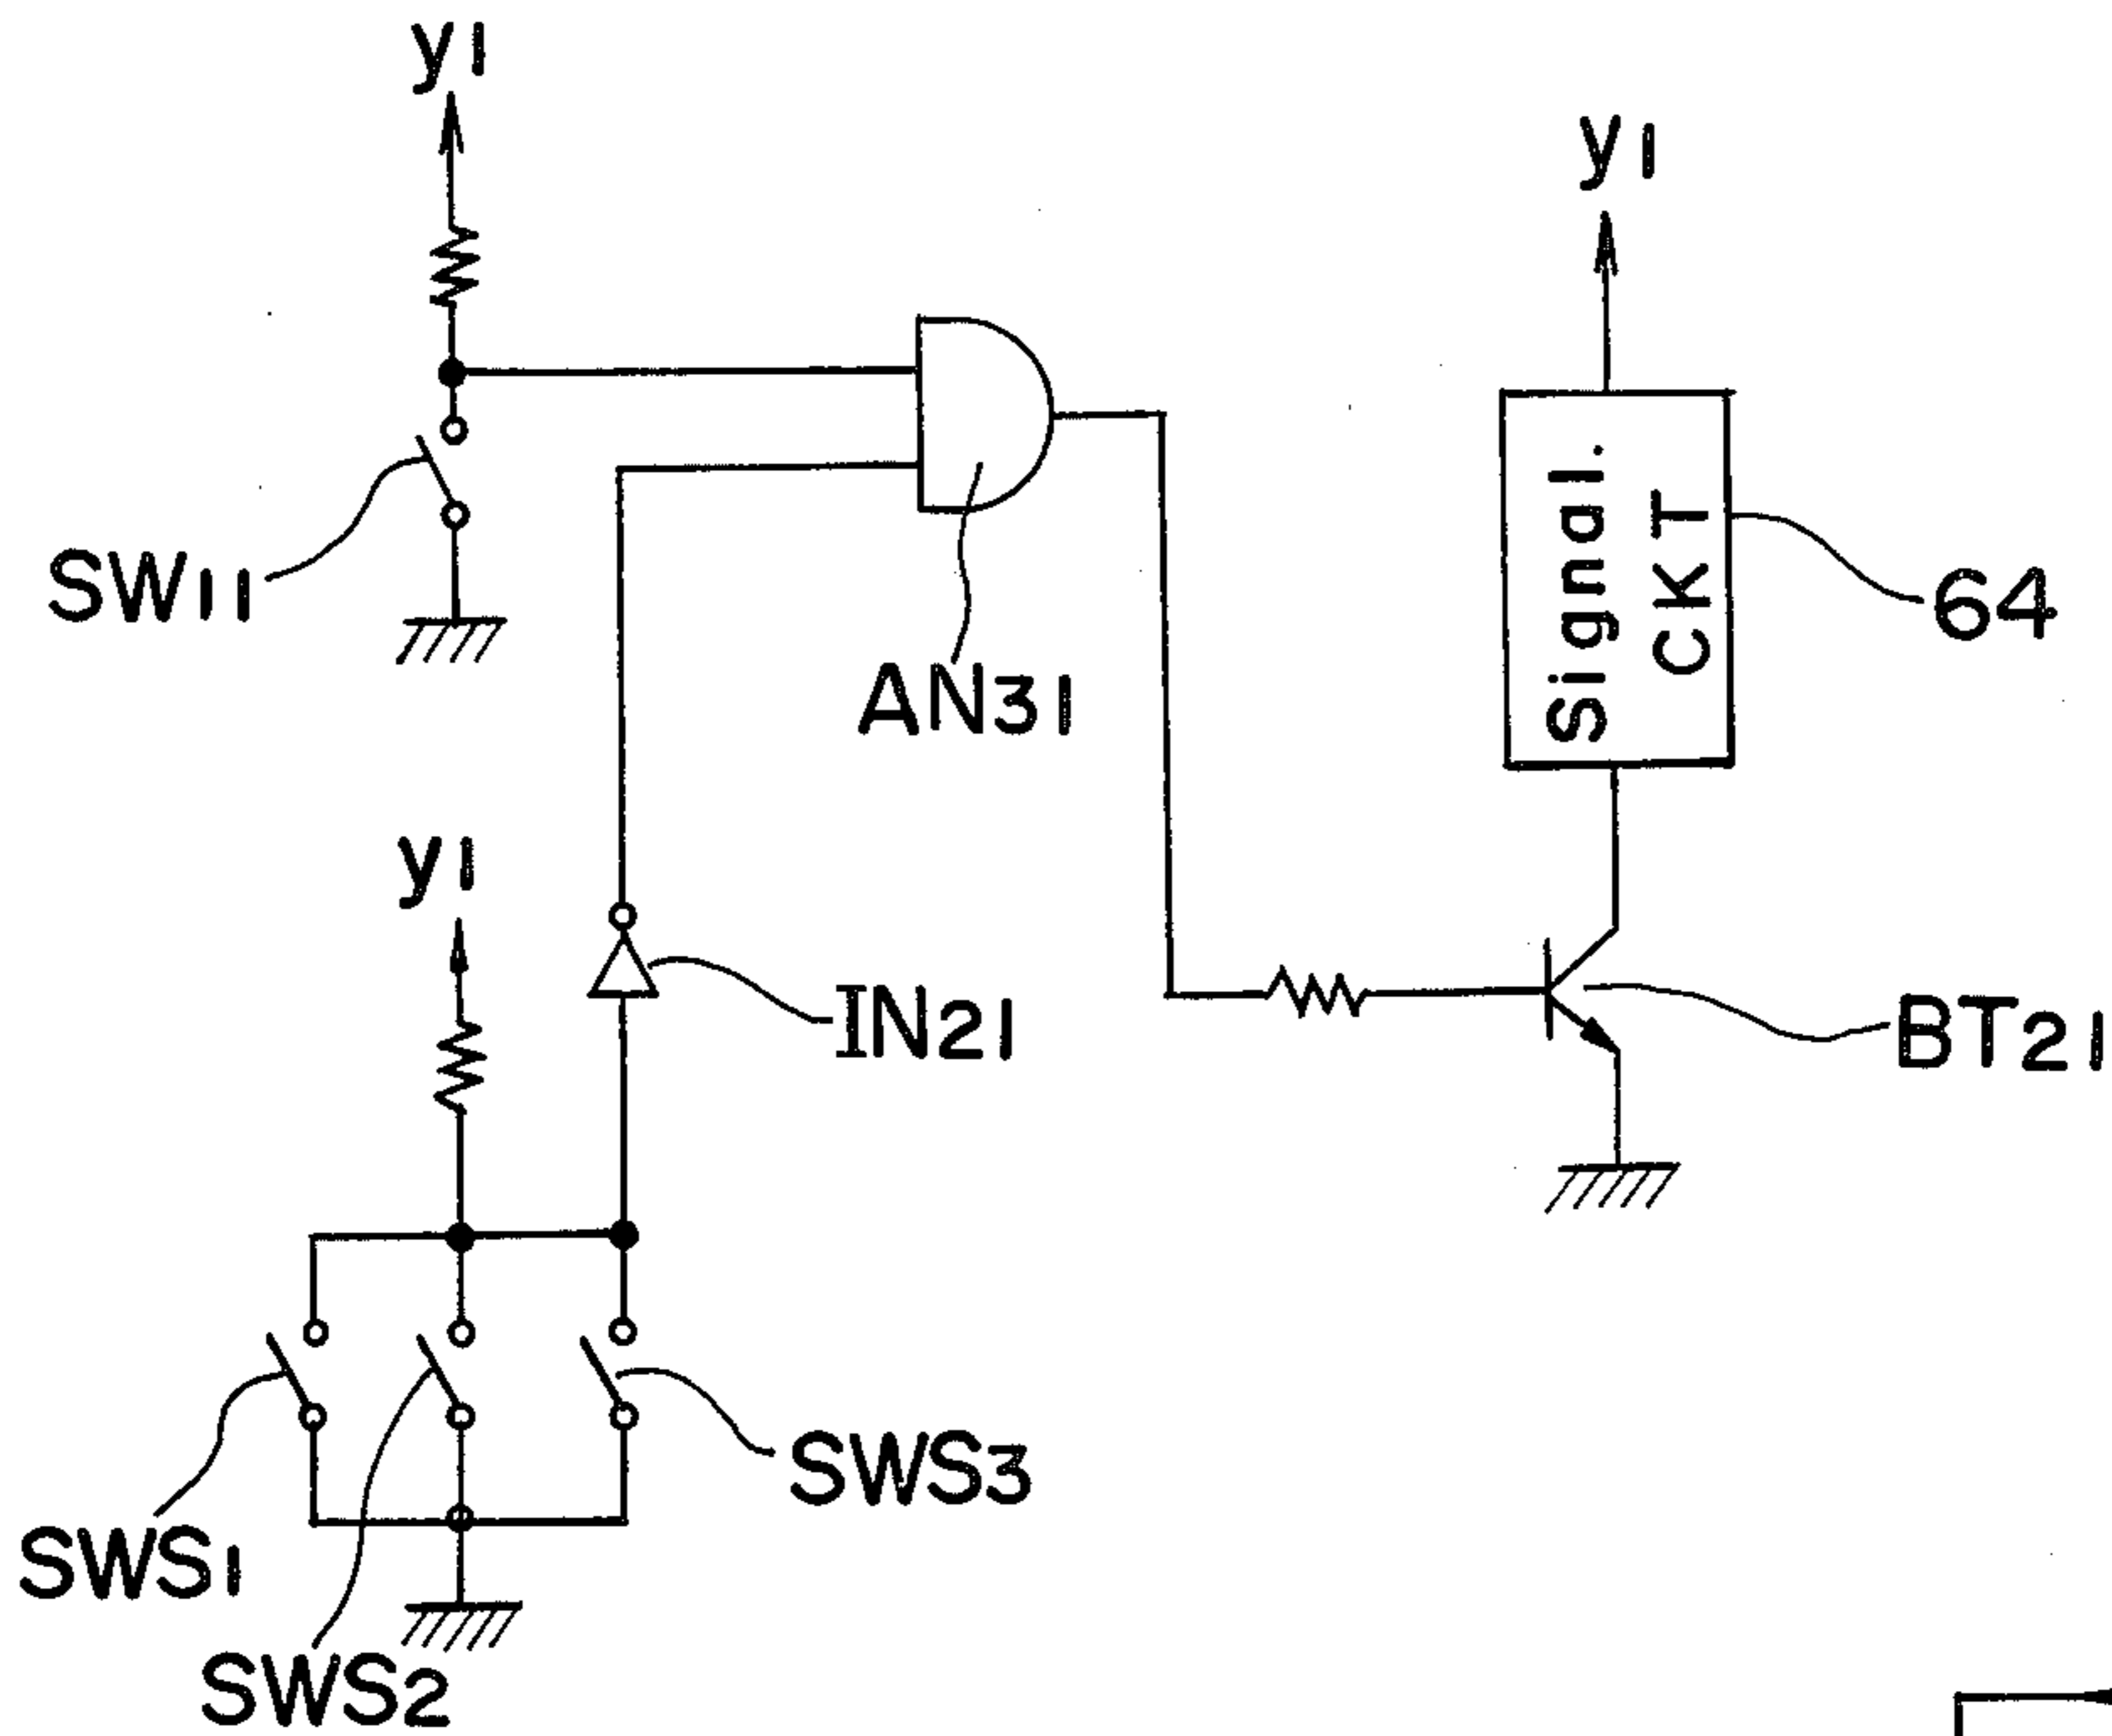 y1
y1
SW11
AN31
Signal.
CKT
64
y1
IN21
BT21
SWS3
SWS1
SWS2